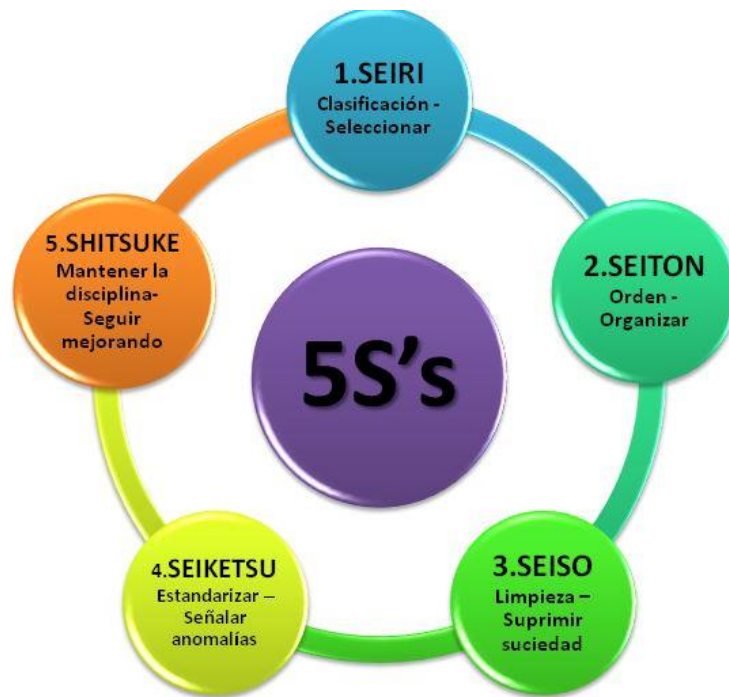 1.SEIRI
Clasificación -
Seleccionar
2.SEITON
Orden -
Organizar
3.SEISO
Limpieza –
Suprimir
suciedad
4.SEIKETSU
Estandarizar –
Señalar
anomalías
5.SHITSUKE
Mantener la
disciplina-
Seguir
mejorando
5S's